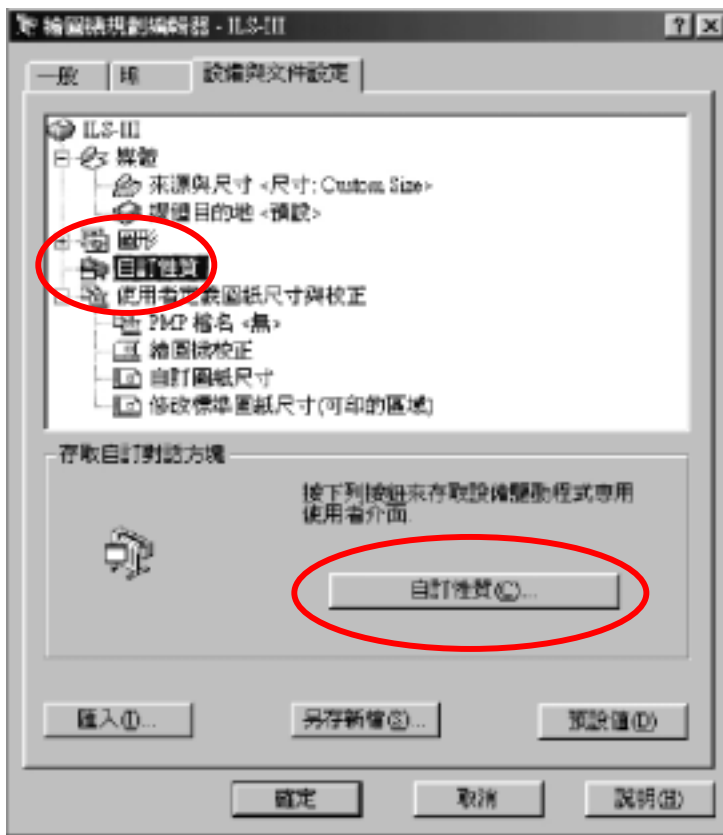 繪圖機規劃編輯器 - ILS-III
一般
設備與文件設定
ILS-III
媒體
來源與尺寸 <尺寸: Custom Size>
媒體目的地 <預設>
圖形
自訂性質
使用者定義圖紙尺寸與校正
PMP 檔名 <無>
繪圖機校正
自訂圖紙尺寸
修改標準圖紙尺寸(可印的區域)
存取自訂對話方塊
按下列按鈕來存取設備驅動程式專用
使用者介面.
自訂性質(C)...
匯入(I)...
另存新檔(S)...
預設值(D)
確定
取消
說明(H)